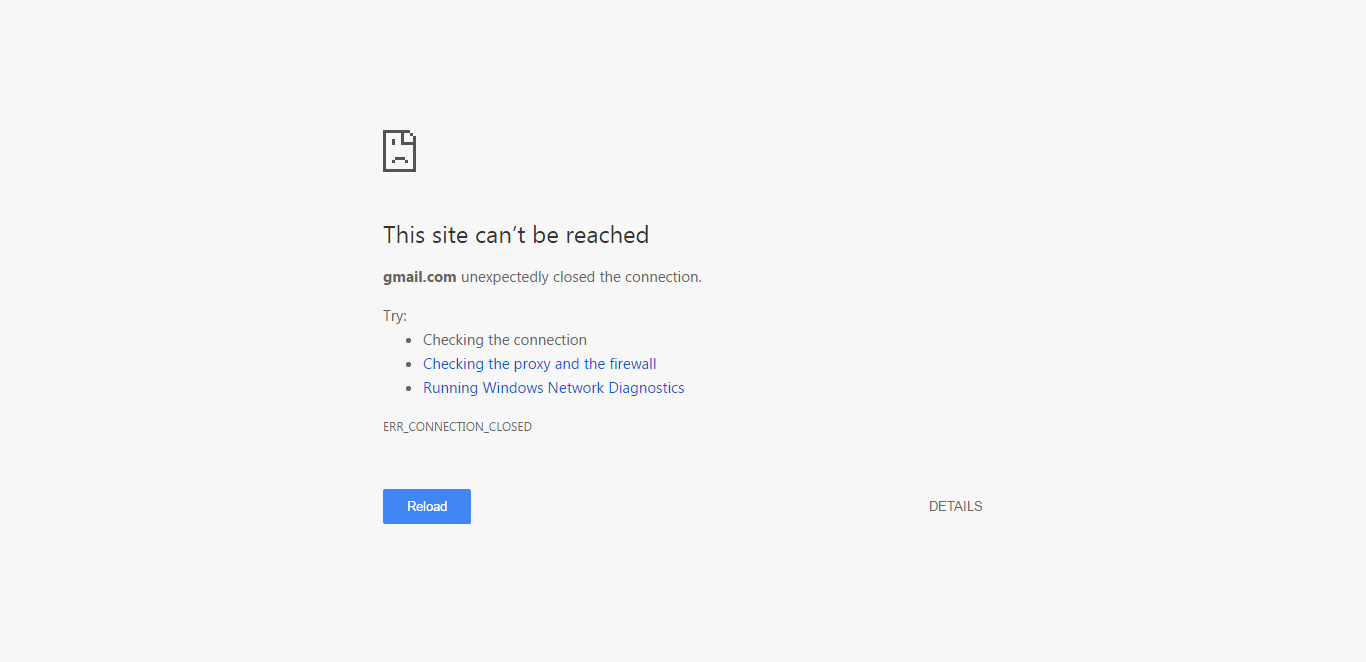 This site can’t be reached
gmail.com unexpectedly closed the connection.
Try:
Checking the connection
Checking the proxy and the firewall
Running Windows Network Diagnostics
ERR_CONNECTION_CLOSED
Reload
DETAILS